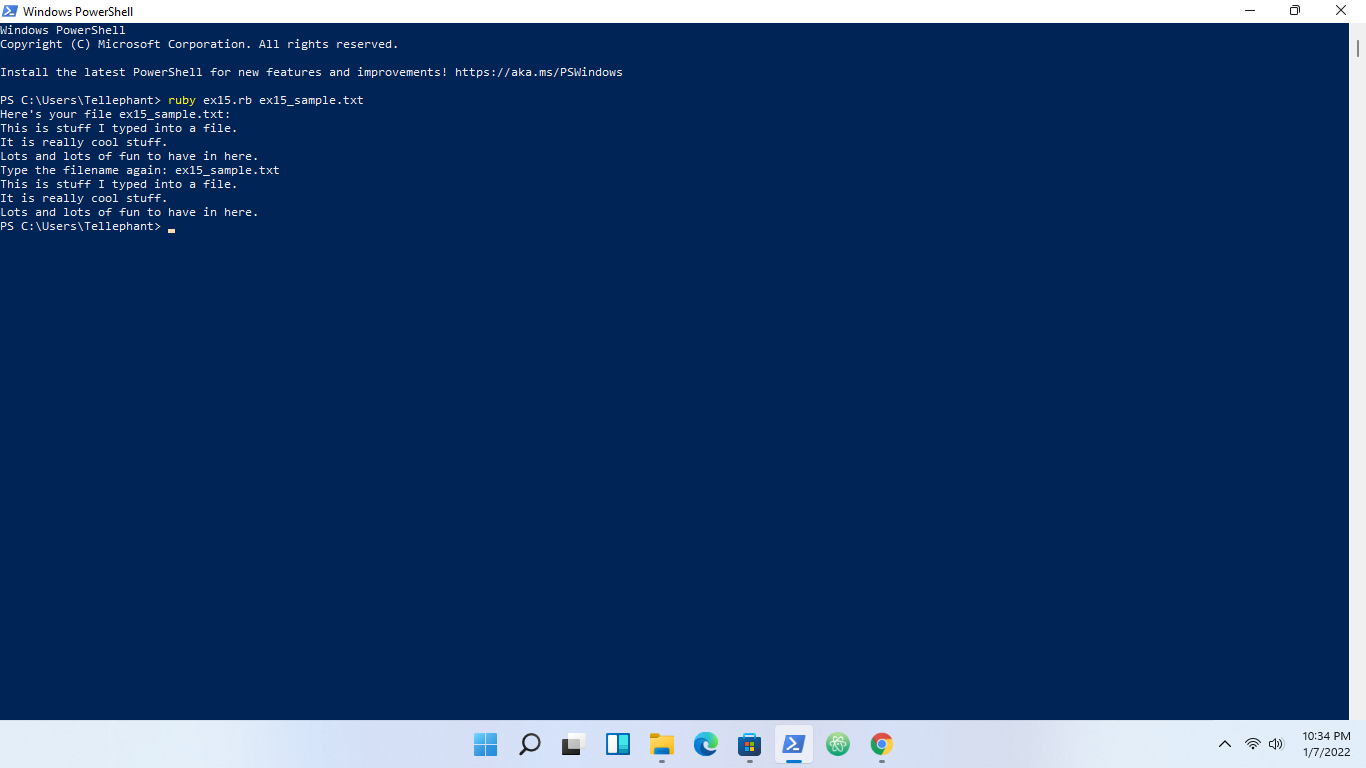 Windows PowerShell
Windows PowerShell
Copyright (C) Microsoft Corporation. All rights reserved.
Install the latest PowerShell for new features and improvements! https://aka.ms/PSWindows
PS C:\Users\Tellephant> ruby ex15.rb ex15_sample.txt
Here's your file ex15_sample.txt:
This is stuff I typed into a file.
It is really cool stuff.
Lots and lots of fun to have in here.
Type the filename again: ex15_sample.txt
This is stuff I typed into a file.
It is really cool stuff.
Lots and lots of fun to have in here.
PS C:\Users\Tellephant>
10:34 PM
1/7/2022